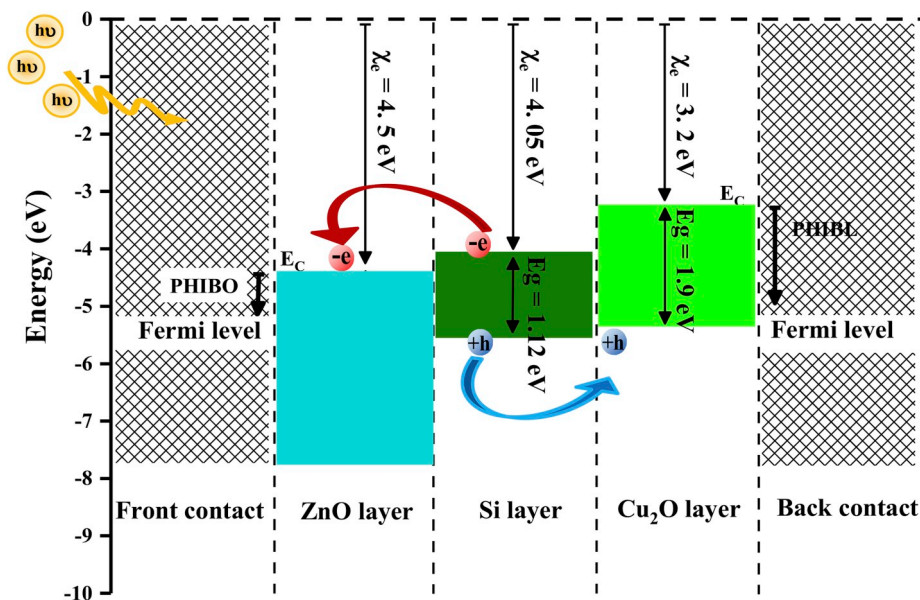 0
-1
-2
-3
-4
-5
-6
-7
-8
-9
-10
Energy (eV)
hυ
hυ
hυ
χe = 4. 5 eV
χe = 4. 05 eV
χe = 3. 2 eV
EC
PHIBL
-e
-e
EC
PHIBO
Eg = 1.12 eV
Eg = 1.9 eV
Fermi level
Fermi level
+h
+h
Front contact
ZnO layer
Si layer
Cu₂O layer
Back contact